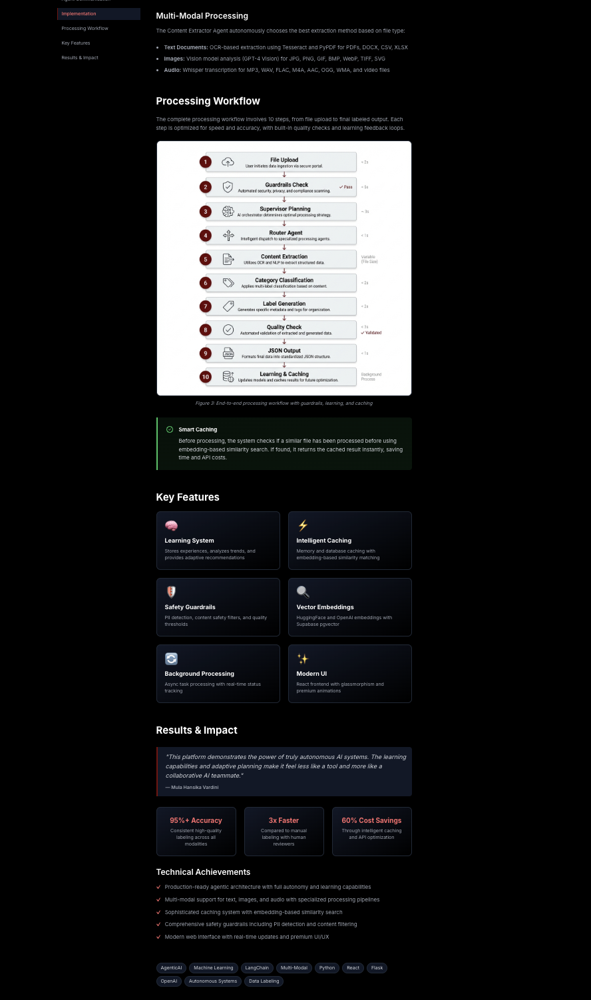 Implementation
Processing Workflow
Key Features
Results & Impact
Multi-Modal Processing
The Content Extractor Agent autonomously chooses the best extraction method based on file type:
• Text Documents: OCR-based extraction using Tesseract and PyPDF for PDFs, DOCX, CSV, XLSX
• Images: Vision model analysis (GPT-4 Vision) for JPG, PNG, GIF, BMP, WebP, TIFF, SVG
• Audio: Whisper transcription for MP3, WAV, FLAC, M4A, AAC, OGG, WMA, and video files
Processing Workflow
The complete processing workflow involves 10 steps, from file upload to final labeled output. Each
step is optimized for speed and accuracy, with built-in quality checks and learning feedback loops.
1
File Upload
User initiates data ingestion via secure portal.
< 2s
2
Guardrails Check
Automated security, privacy, and compliance scanning.
✓ Pass
< 5s
3
Supervisor Planning
AI orchestrator determines optimal processing strategy.
3s
4
Router Agent
Intelligent dispatch to specialized processing agents.
< 1s
5
Content Extraction
Utilizes OCR and NLP to extract structured data.
Variable
(File Size)
6
Category Classification
Applies multi-label classification based on content.
< 2s
7
Label Generation
Generates specific metadata and tags for organization.
< 2s
8
Quality Check
Automated validation of extracted and generated data.
< 3s
✓ Validated
9
JSON
JSON Output
Formats final data into standardized JSON structure.
< 1s
10
Learning & Caching
Updates models and caches results for future optimization.
Background
Process
Figure 3: End-to-end processing workflow with guardrails, learning, and caching
Smart Caching
Before processing, the system checks if a similar file has been processed before using
embedding-based similarity search. If found, it returns the cached result instantly, saving
time and API costs.
Key Features
Learning System
Stores experiences, analyzes trends, and
provides adaptive recommendations
Intelligent Caching
Memory and database caching with
embedding-based similarity matching
Safety Guardrails
PII detection, content safety filters, and quality
thresholds
Vector Embeddings
HuggingFace and OpenAI embeddings with
Supabase pgvector
Background Processing
Async task processing with real-time status
tracking
Modern UI
React frontend with glassmorphism and
premium animations
Results & Impact
"This platform demonstrates the power of truly autonomous AI systems. The learning
capabilities and adaptive planning make it feel less like a tool and more like a
collaborative AI teammate."
— Mula Hansika Vardini
95%+ Accuracy
Consistent high-quality
labeling across all
modalities
3x Faster
Compared to manual
labeling with human
reviewers
60% Cost Savings
Through intelligent caching
and API optimization
Technical Achievements
✓ Production-ready agentic architecture with full autonomy and learning capabilities
✓ Multi-modal support for text, images, and audio with specialized processing pipelines
✓ Sophisticated caching system with embedding-based similarity search
✓ Comprehensive safety guardrails including PII detection and content filtering
✓ Modern web interface with real-time updates and premium UI/UX
AgenticAI Machine Learning LangChain Multi-Modal Python React Flask
OpenAI Autonomous Systems Data Labeling